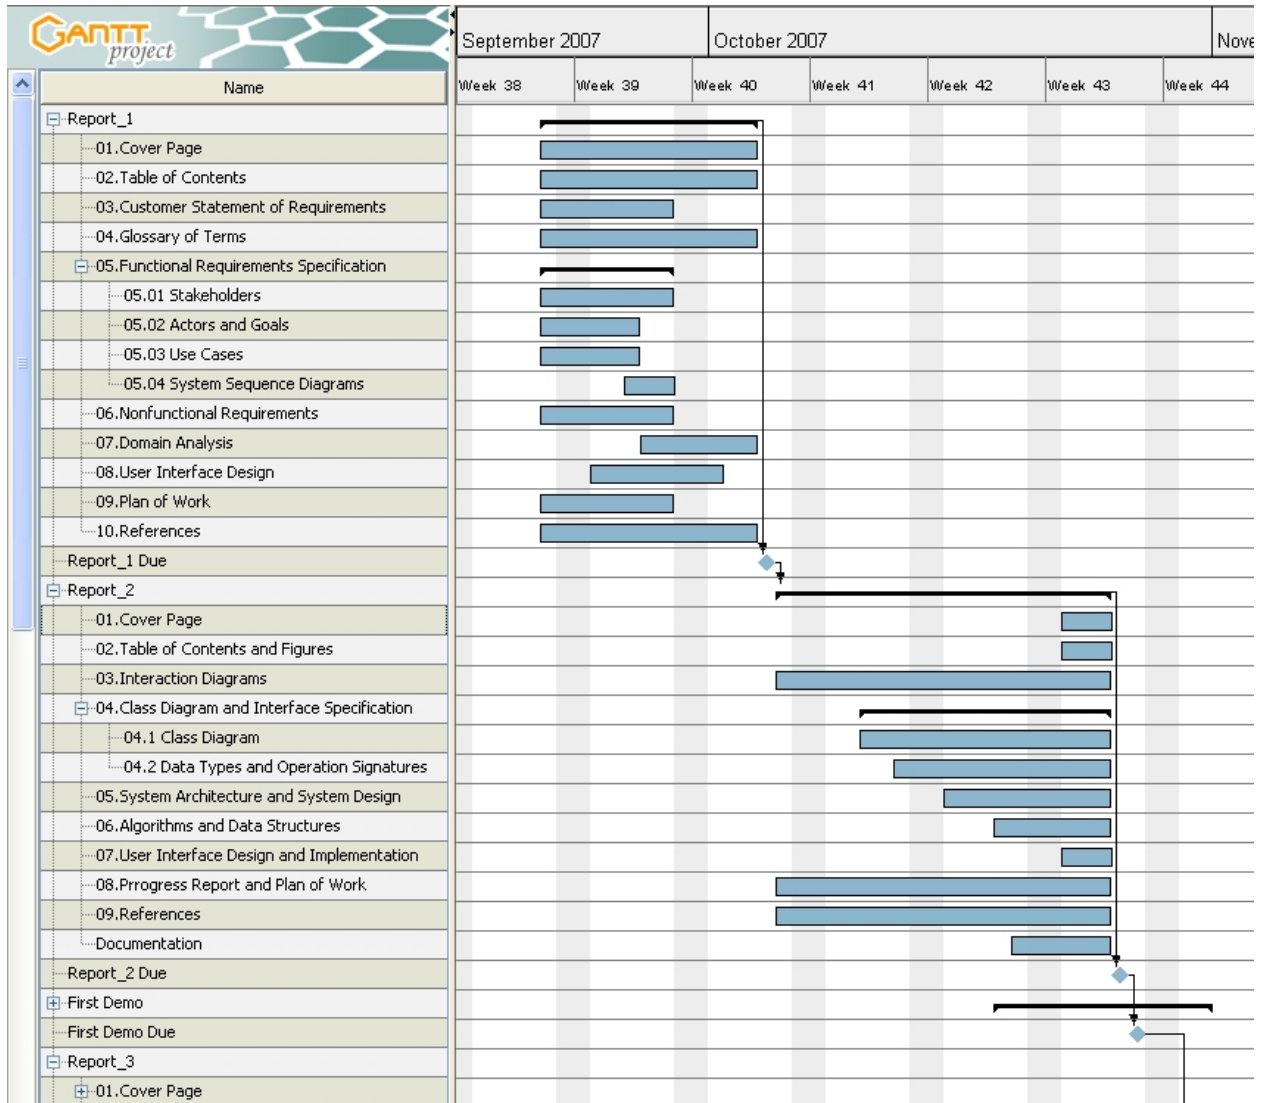 GANTT
project
September 2007
October 2007
Nove
Name
Week 38
Week 39
Week 40
Week 41
Week 42
Week 43
Week 44
Report_1
01.Cover Page
02.Table of Contents
03.Customer Statement of Requirements
04.Glossary of Terms
05.Functional Requirements Specification
05.01 Stakeholders
05.02 Actors and Goals
05.03 Use Cases
05.04 System Sequence Diagrams
06.Nonfunctional Requirements
07.Domain Analysis
08.User Interface Design
09.Plan of Work
10.References
Report_1 Due
Report_2
01.Cover Page
02.Table of Contents and Figures
03.Interaction Diagrams
04.Class Diagram and Interface Specification
04.1 Class Diagram
04.2 Data Types and Operation Signatures
05.System Architecture and System Design
06.Algorithms and Data Structures
07.User Interface Design and Implementation
08.Prrogress Report and Plan of Work
09.References
Documentation
Report_2 Due
First Demo
First Demo Due
Report_3
01.Cover Page